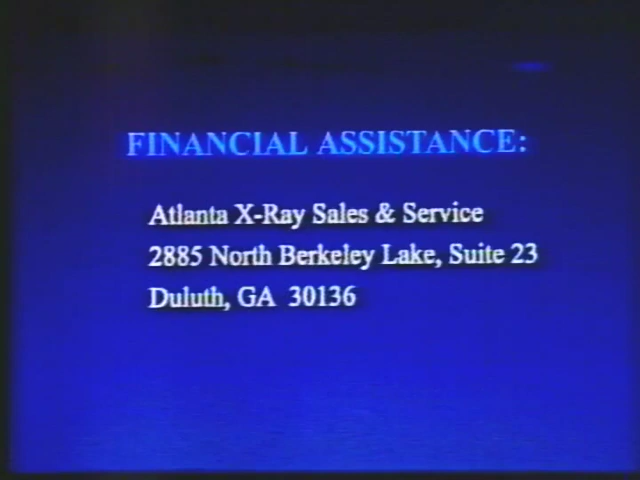 FINANCIAL ASSISTANCE:
Atlanta X-Ray Sales & Service
2885 North Berkeley Lake, Suite 23
Duluth, GA 30136